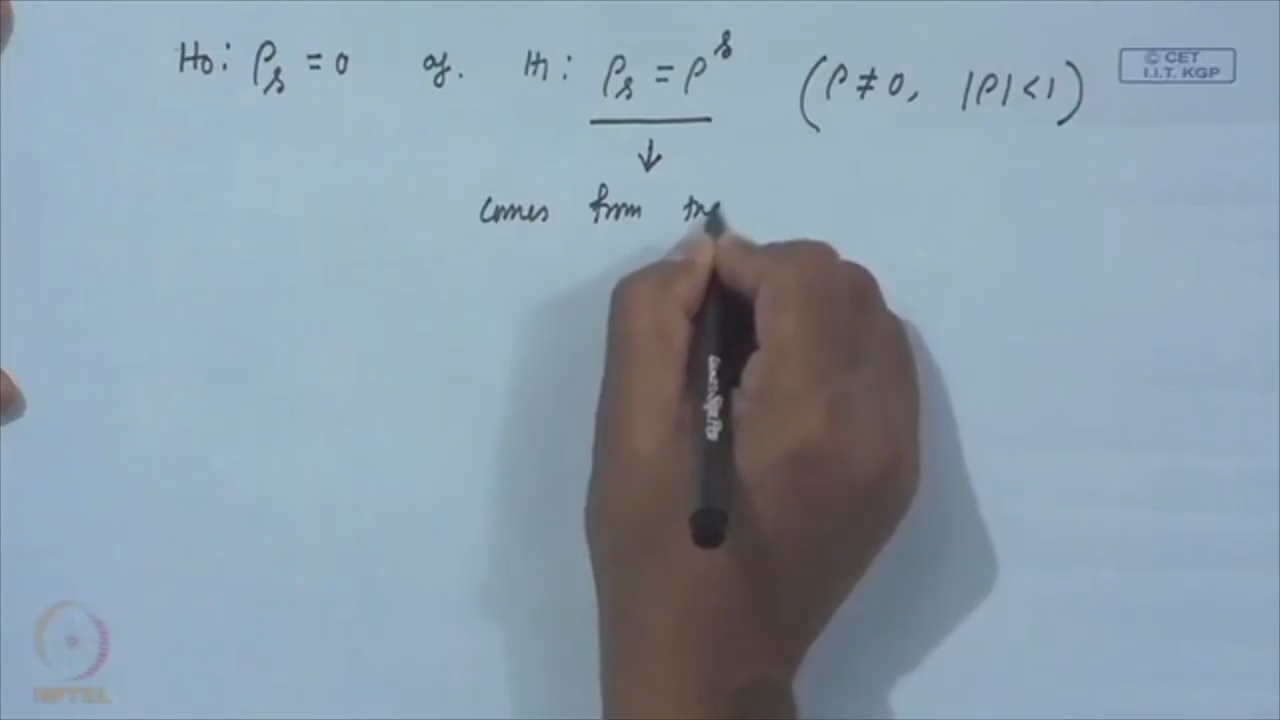 H0: ρs = 0 ag. H1: ρs = ρ^s (ρ ≠ 0, |ρ| < 1)
© CET
I.I.T. KGP
↓
comes from
NPTEL